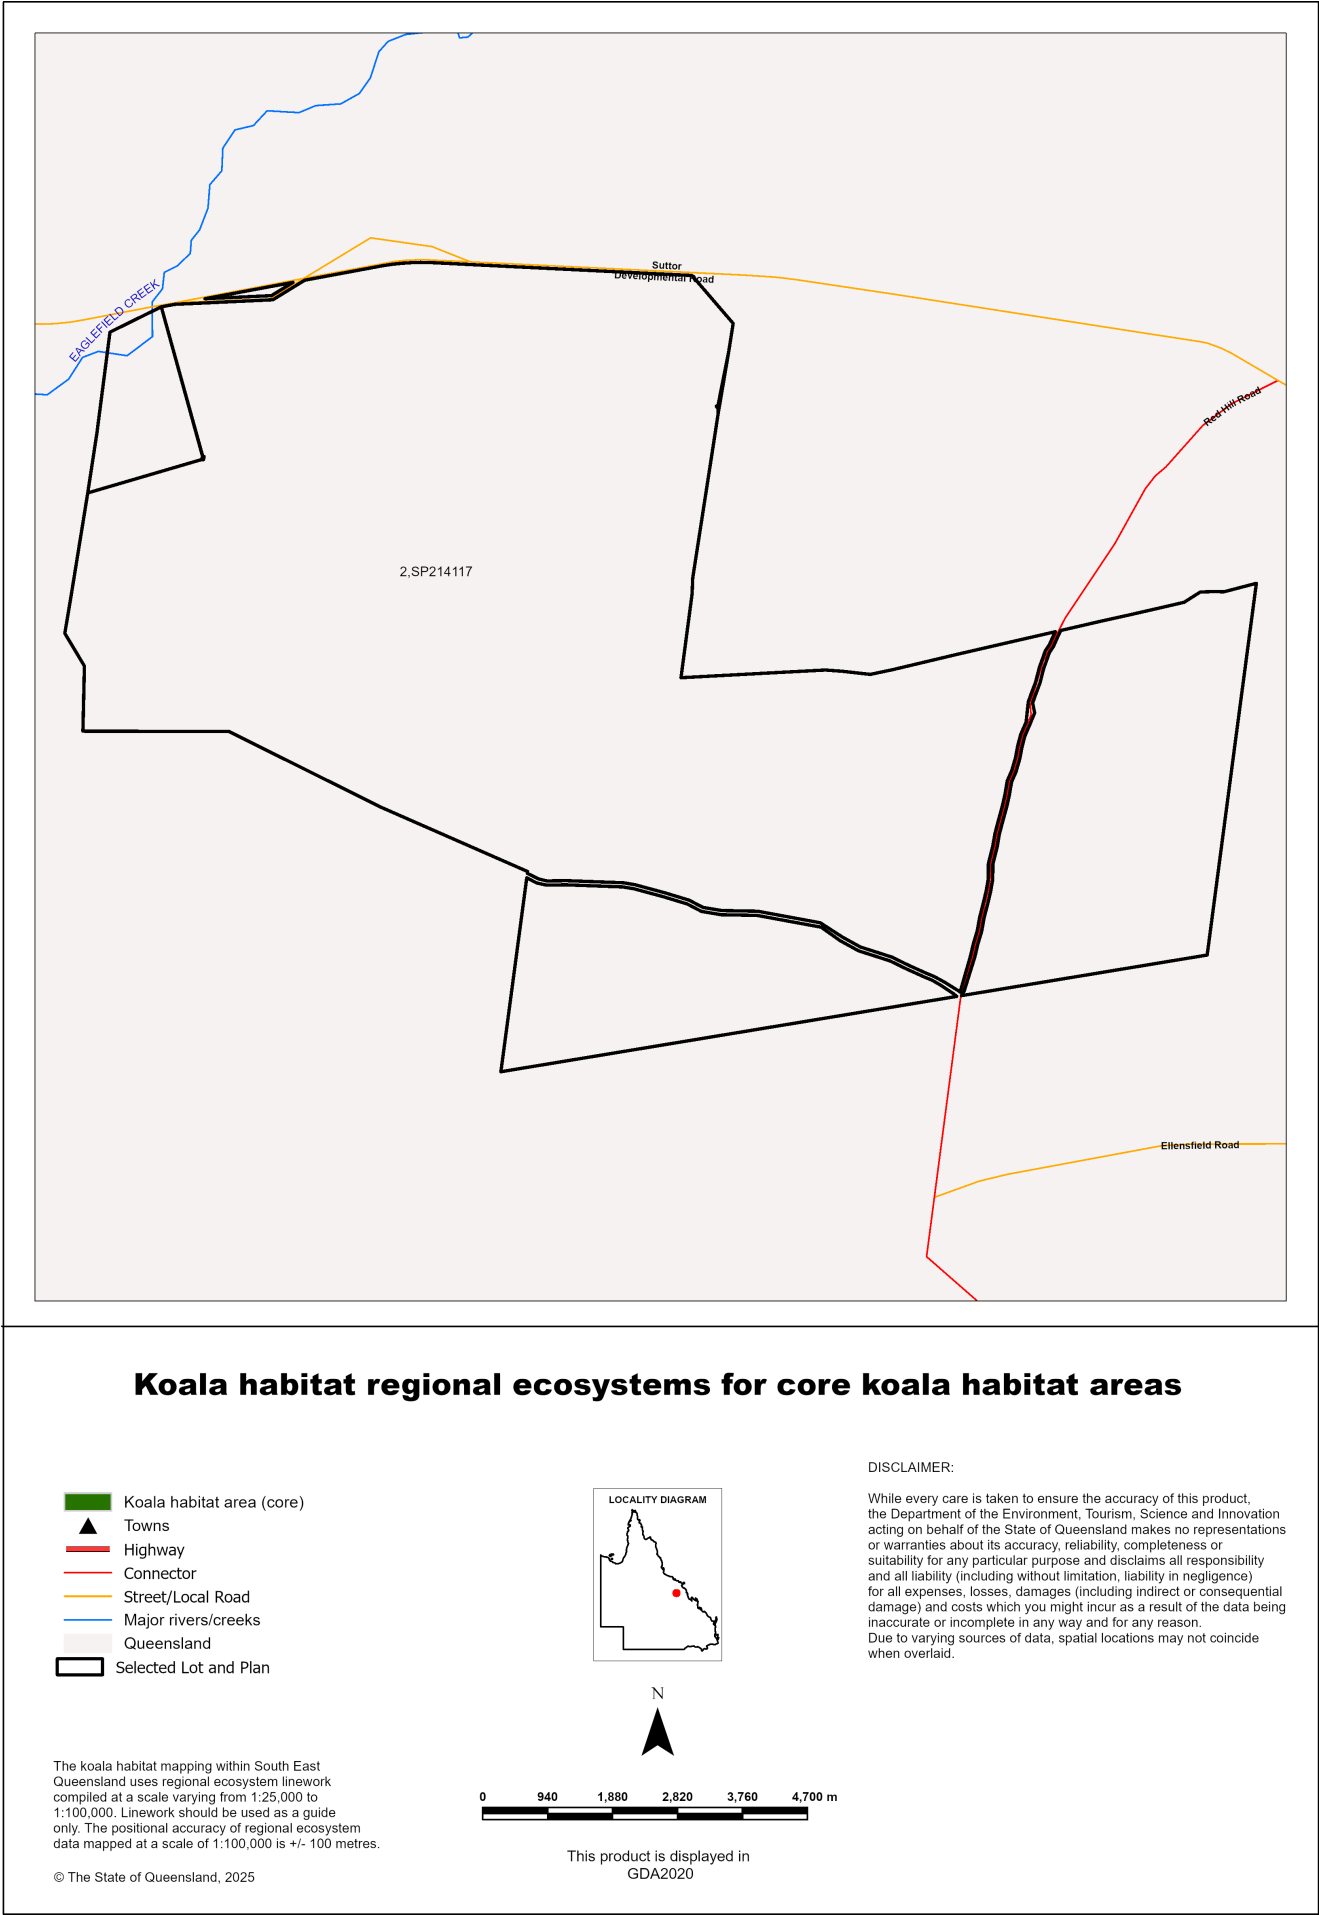 Suttor
Developmental Road
EAGLEFIELD CREEK
Red Hill Road
2,SP214117
Ellensfield Road
Koala habitat regional ecosystems for core koala habitat areas
Koala habitat area (core)
Towns
Highway
Connector
Street/Local Road
Major rivers/creeks
Queensland
Selected Lot and Plan
The koala habitat mapping within South East
Queensland uses regional ecosystem linework
compiled at a scale varying from 1:25,000 to
1:100,000. Linework should be used as a guide
only. The positional accuracy of regional ecosystem
data mapped at a scale of 1:100,000 is +/- 100 metres.
© The State of Queensland, 2025
LOCALITY DIAGRAM
N
0 940 1,880 2,820 3,760 4,700 m
This product is displayed in
GDA2020
DISCLAIMER:
While every care is taken to ensure the accuracy of this product,
the Department of the Environment, Tourism, Science and Innovation
acting on behalf of the State of Queensland makes no representations
or warranties about its accuracy, reliability, completeness or
suitability for any particular purpose and disclaims all responsibility
and all liability (including without limitation, liability in negligence)
for all expenses, losses, damages (including indirect or consequential
damage) and costs which you might incur as a result of the data being
inaccurate or incomplete in any way and for any reason.
Due to varying sources of data, spatial locations may not coincide
when overlaid.